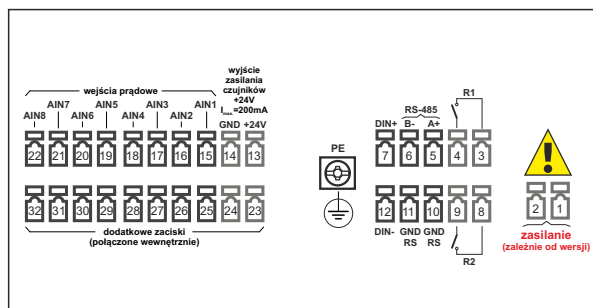 wejścia prądowe
wyjście
zasilania
czujników
+24V
Imax.=200mA
AIN8 AIN7 AIN6 AIN5 AIN4 AIN3 AIN2 AIN1 GND +24V
22 21 20 19 18 17 16 15 14 13
32 31 30 29 28 27 26 25 24 23
dodatkowe zaciski
(połączone wewnętrznie)
PE
RS-485
R1
DIN+ B- A+
7 6 5 4 3
12 11 10 9 8
DIN- GND GND
RS RS
R2
!
2 1
zasilanie
(zależnie od wersji)